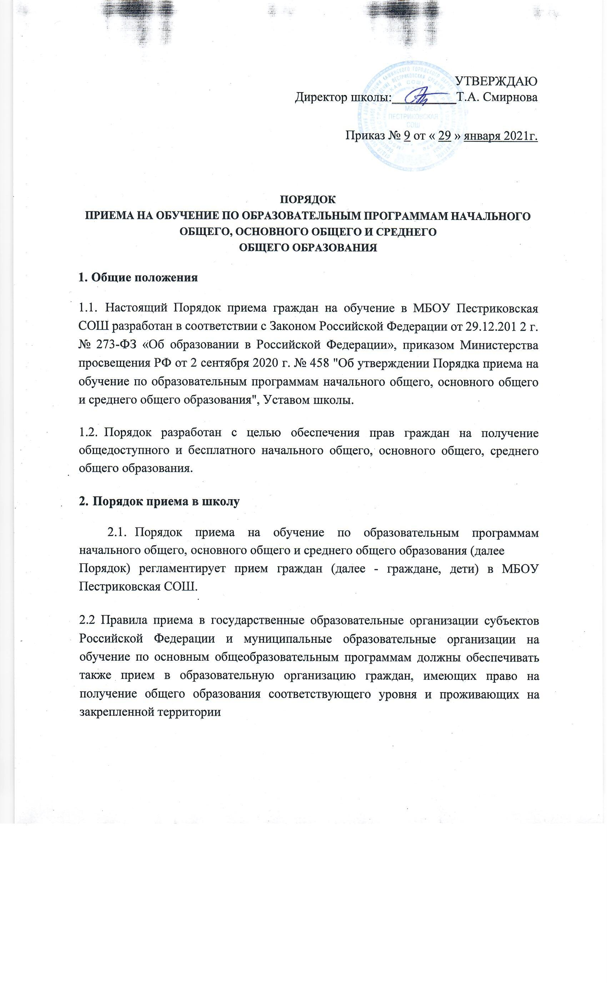 УТВЕРЖДАЮ
Директор школы:__________Т.А. Смирнова
МБОУ
ПЕСТРИКОВСКАЯ
СОШ
Приказ № 9 от « 29 » января 2021г.
ПОРЯДОК
ПРИЕМА НА ОБУЧЕНИЕ ПО ОБРАЗОВАТЕЛЬНЫМ ПРОГРАММАМ НАЧАЛЬНОГО
ОБЩЕГО, ОСНОВНОГО ОБЩЕГО И СРЕДНЕГО
ОБЩЕГО ОБРАЗОВАНИЯ
1. Общие положения
1.1. Настоящий Порядок приема граждан на обучение в МБОУ Пестриковская
СОШ разработан в соответствии с Законом Российской Федерации от 29.12.201 2 г.
№ 273-ФЗ «Об образовании в Российской Федерации», приказом Министерства
просвещения РФ от 2 сентября 2020 г. № 458 "Об утверждении Порядка приема на
обучение по образовательным программам начального общего, основного общего
и среднего общего образования", Уставом школы.
1.2. Порядок разработан с целью обеспечения прав граждан на получение
общедоступного и бесплатного начального общего, основного общего, среднего
общего образования.
2. Порядок приема в школу
2.1. Порядок приема на обучение по образовательным программам
начального общего, основного общего и среднего общего образования (далее
Порядок) регламентирует прием граждан (далее - граждане, дети) в МБОУ
Пестриковская СОШ.
2.2 Правила приема в государственные образовательные организации субъектов
Российской Федерации и муниципальные образовательные организации на
обучение по основным общеобразовательным программам должны обеспечивать
также прием в образовательную организацию граждан, имеющих право на
получение общего образования соответствующего уровня и проживающих на
закрепленной территории